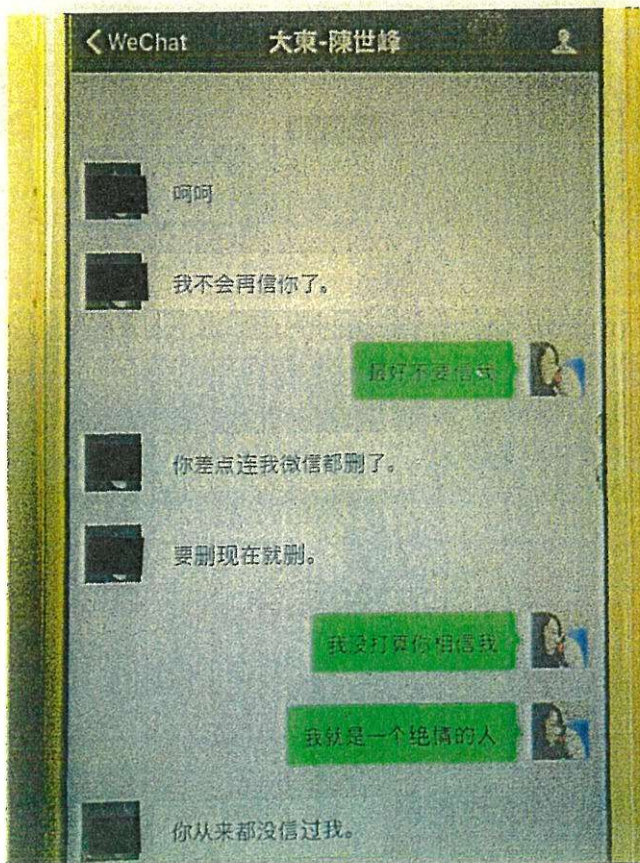 WeChat 大東-陳世峰
呵呵
我不会再信你了。
最好不要信我
你差点连我微信都删了。
要删现在就删。
我没打算你相信我
我就是一个绝情的人
你从来都没信过我。